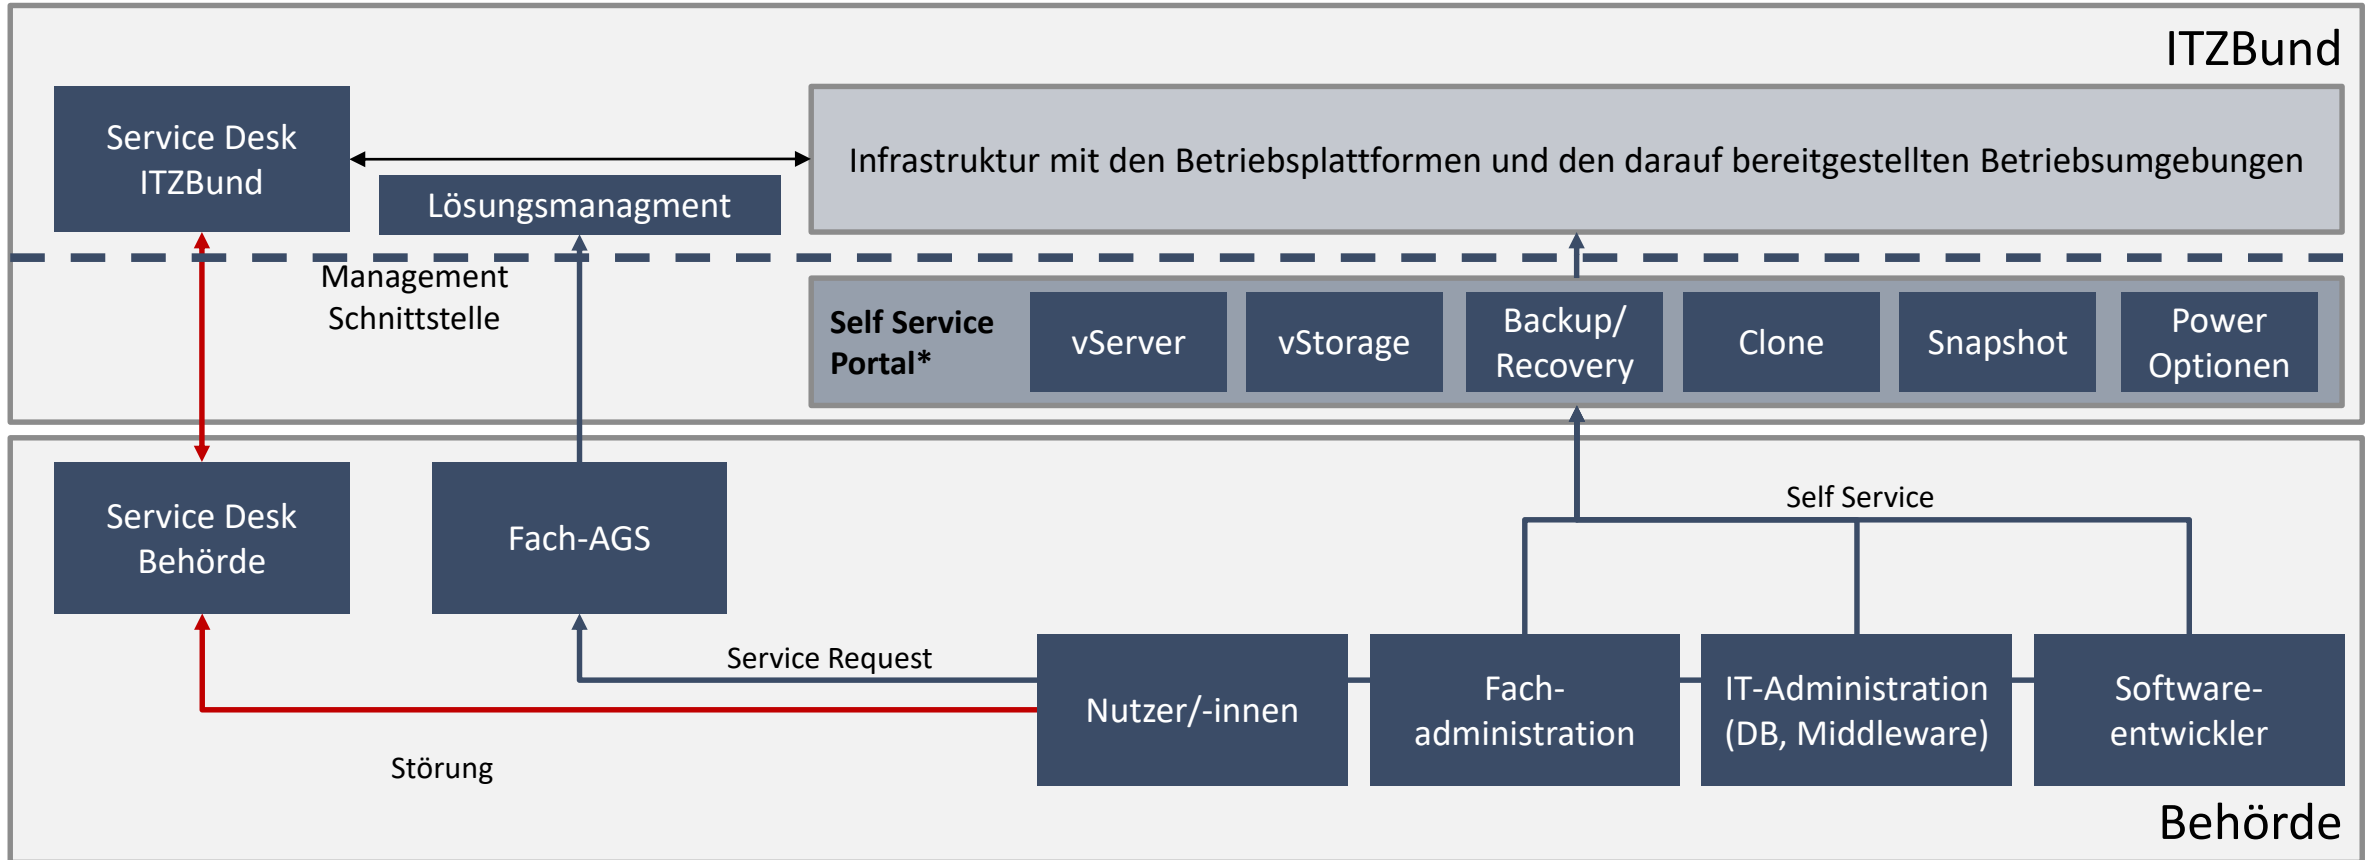 ITZBund
Service Desk
ITZBund
Infrastruktur mit den Betriebsplattformen und den darauf bereitgestellten Betriebsumgebungen
Lösungsmanagment
Management
Schnittstelle
Self Service
Portal*
vServer
vStorage
Backup/
Recovery
Clone
Snapshot
Power
Optionen
Service Desk
Behörde
Fach-AGS
Self Service
Service Request
Nutzer/-innen
Fach-
administration
IT-Administration
(DB, Middleware)
Software-
entwickler
Störung
Behörde